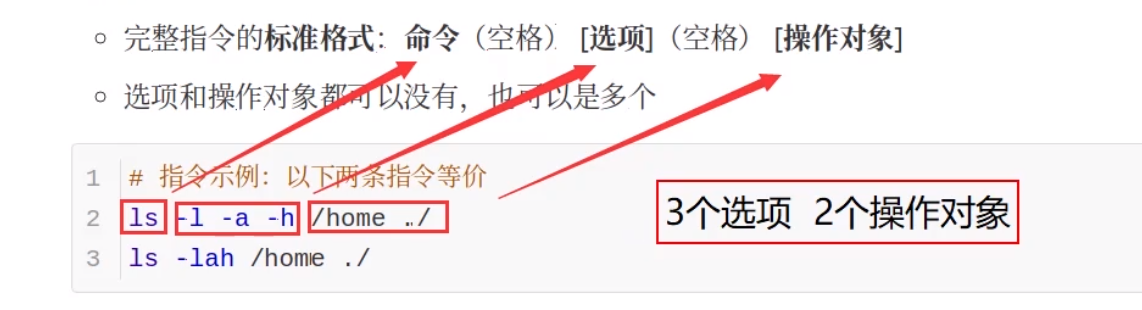 完整指令的标准格式：命令（空格） [选项]（空格） [操作对象]
选项和操作对象都可以没有，也可以是多个
1 # 指令示例：以下两条指令等价
2 ls -l -a -h /home ./
3个选项 2个操作对象
3 ls -lah /home ./